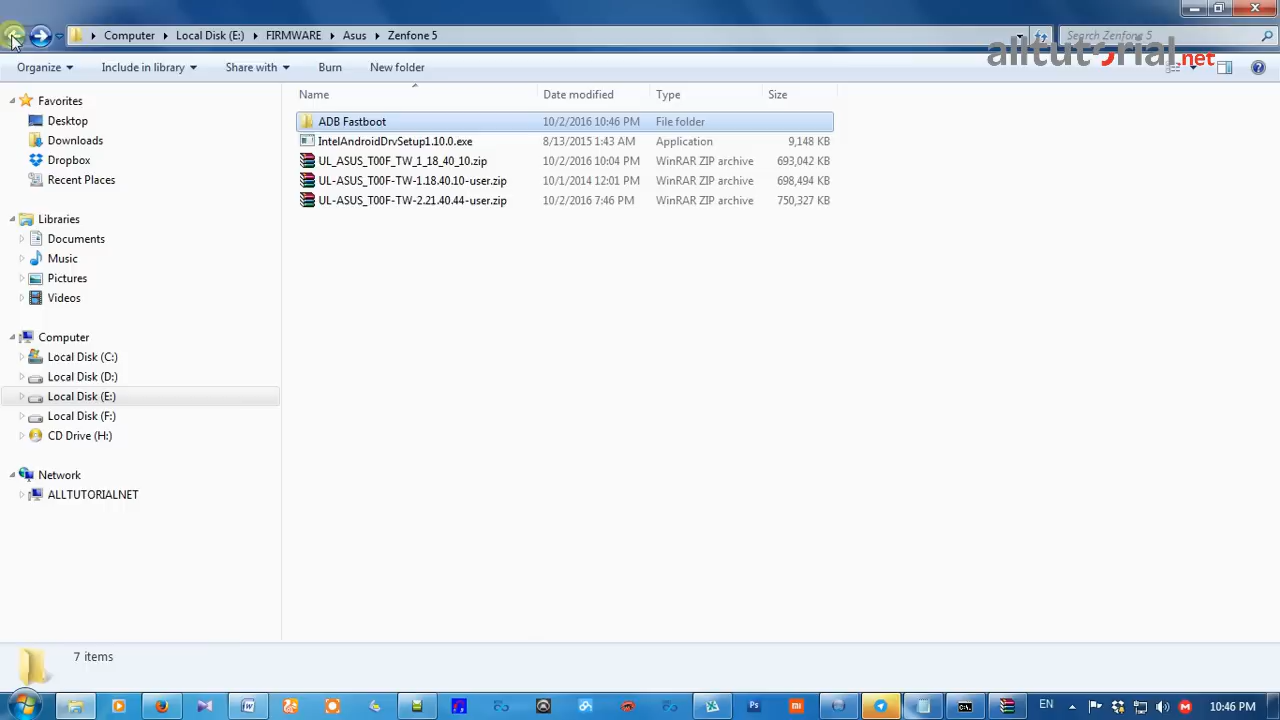 Computer ▸ Local Disk (E:) ▸ FIRMWARE ▸ Asus ▸ Zenfone 5
Search Zenfone 5
alltutorial.net
Organize Include in library Share with Burn New folder
Name Date modified Type Size
Favorites
Desktop
Downloads
Dropbox
Recent Places
Libraries
Documents
Music
Pictures
Videos
Computer
Local Disk (C:)
Local Disk (D:)
Local Disk (E:)
Local Disk (F:)
CD Drive (H:)
Network
ALLTUTORIALNET
ADB Fastboot 10/2/2016 10:46 PM File folder
IntelAndroidDrvSetup1.10.0.exe 8/13/2015 1:43 AM Application 9,148 KB
UL_ASUS_T00F_TW_1_18_40_10.zip 10/2/2016 10:04 PM WinRAR ZIP archive 693,042 KB
UL-ASUS_T00F-TW-1.18.40.10-user.zip 10/1/2014 12:01 PM WinRAR ZIP archive 698,494 KB
UL-ASUS_T00F-TW-2.21.40.44-user.zip 10/2/2016 7:46 PM WinRAR ZIP archive 750,327 KB
7 items
EN 10:46 PM